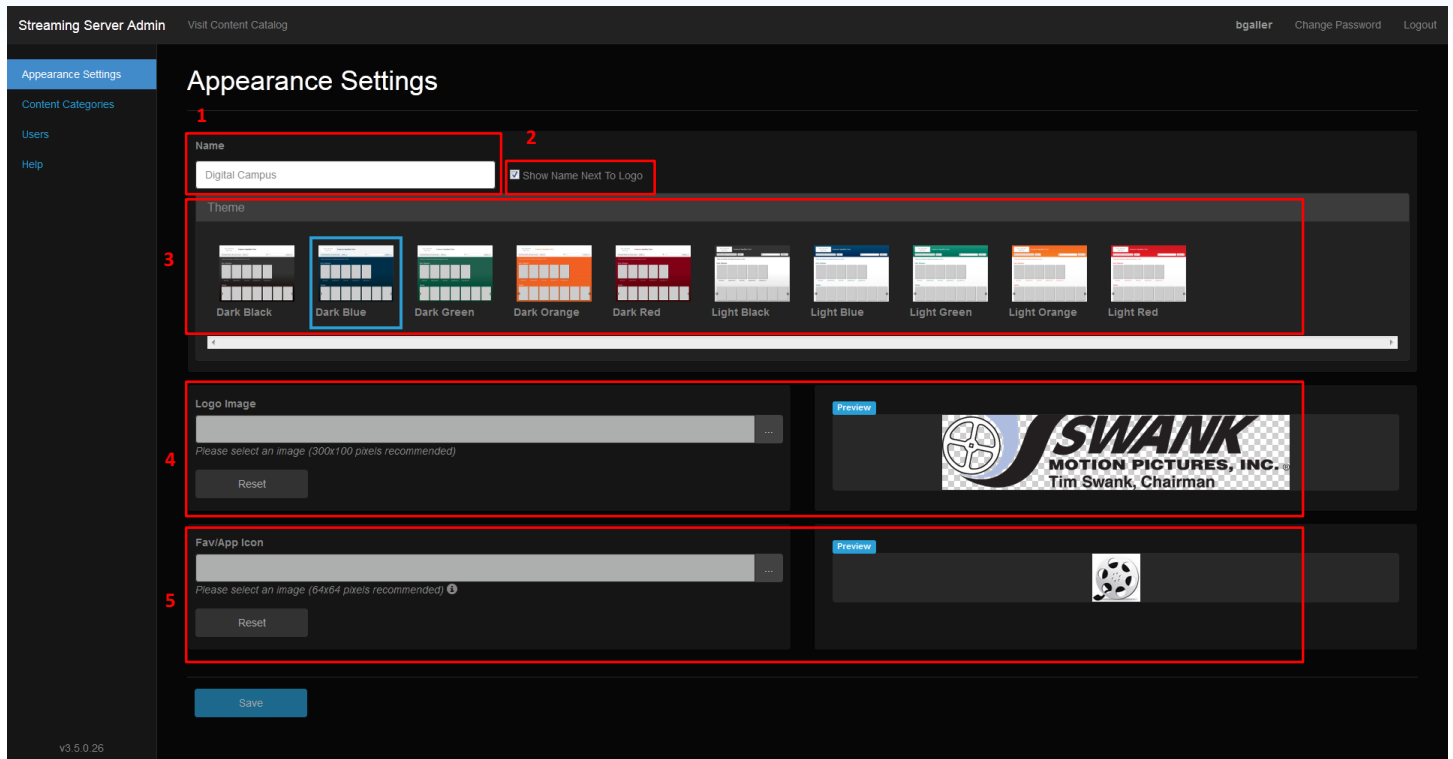 Streaming Server Admin Visit Content Catalog bgaller Change Password Logout
Appearance Settings
Content Categories
Users
Help
v3.5.0.26
Appearance Settings
1
2
Name
Digital Campus
Show Name Next To Logo
3
Theme
Dark Black Dark Blue Dark Green Dark Orange Dark Red Light Black Light Blue Light Green Light Orange Light Red
4
Logo Image
...
Please select an image (300x100 pixels recommended)
Reset
Preview
SWANK
MOTION PICTURES, INC. ®
Tim Swank, Chairman
5
Fav/App Icon
...
Please select an image (64x64 pixels recommended)
Reset
Preview
Save